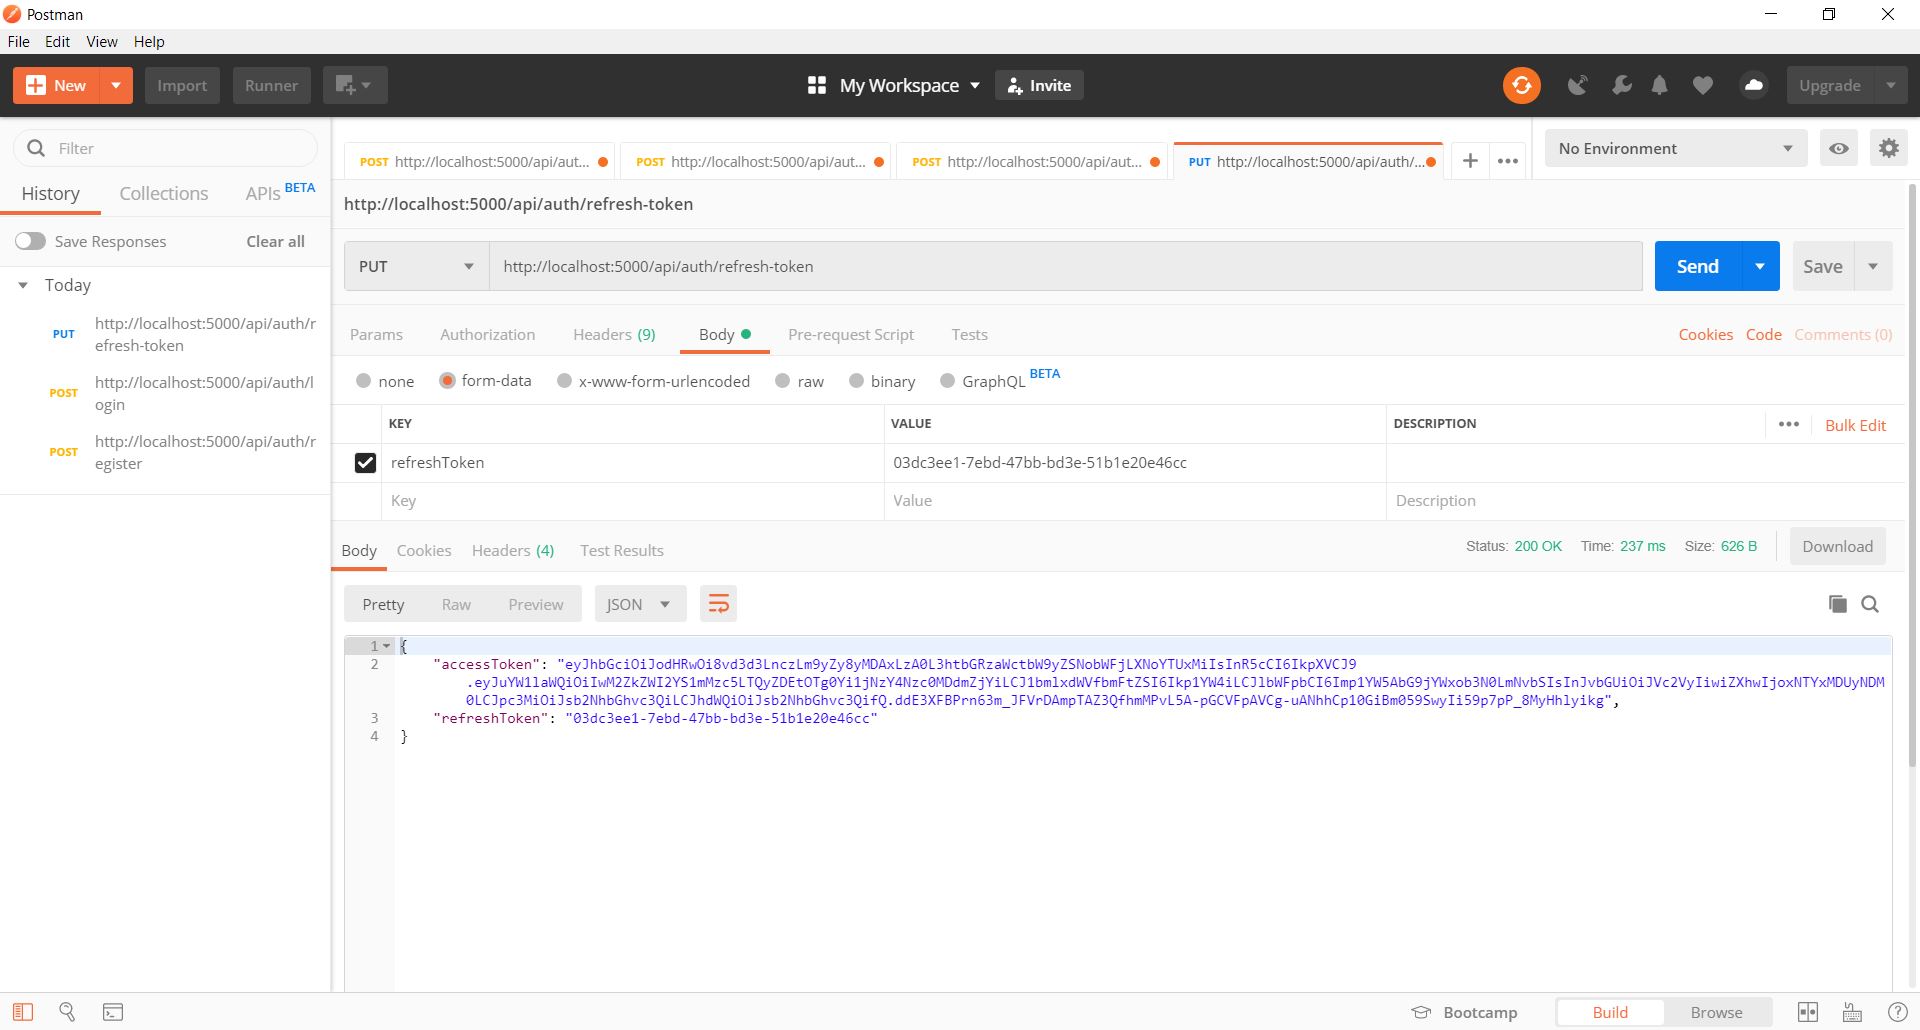 Postman
File Edit View Help
New Import Runner My Workspace Invite Upgrade
Filter
History Collections APIs BETA
Save Responses Clear all
Today
PUT http://localhost:5000/api/auth/r
efresh-token
POST http://localhost:5000/api/auth/l
ogin
POST http://localhost:5000/api/auth/r
egister
POST http://localhost:5000/api/aut... POST http://localhost:5000/api/aut... POST http://localhost:5000/api/aut... PUT http://localhost:5000/api/auth/... No Environment
http://localhost:5000/api/auth/refresh-token
PUT http://localhost:5000/api/auth/refresh-token Send Save
Params Authorization Headers (9) Body Pre-request Script Tests Cookies Code Comments (0)
none form-data x-www-form-urlencoded raw binary GraphQL BETA
KEY VALUE DESCRIPTION Bulk Edit
refreshToken 03dc3ee1-7ebd-47bb-bd3e-51b1e20e46cc
Key Value Description
Body Cookies Headers (4) Test Results Status: 200 OK Time: 237 ms Size: 626 B Download
Pretty Raw Preview JSON
1 {
2 "accessToken": "eyJhbGciOiJodHRwOi8vd3d3LnczLm9yZy8yMDAxLzA0L3htbGRzaWctbW9yZSNobWFjLXNoYTUxMiIsInR5cCI6IkpXVCJ9
.eyJuYW1laWQiOiIwM2ZkZWI2YS1mMzc5LTQyZDEtOTg0Yi1jNzY4Nzc0MDdmZjYiLCJ1bmlxdWVfbmFtZSI6Ikp1YW4iLCJlbWFpbCI6Imp1YW5AbG9jYWxob3N0LmNvbSIsInJvbGUiOiJVc2VyIiwiZXhwIjoxNTYxMDUyNDM
0LCJpc3MiOiJsb2NhbGhvc3QiLCJhdWQiOiJsb2NhbGhvc3QifQ.ddE3XFBPrn63m_JFVrDAmpTAZ3QfhmMPvL5A-pGCVFpAVCg-uANhhCp10GiBm059SwyIi59p7pP_8MyHhlyikg",
3 "refreshToken": "03dc3ee1-7ebd-47bb-bd3e-51b1e20e46cc"
4 }
Bootcamp Build Browse